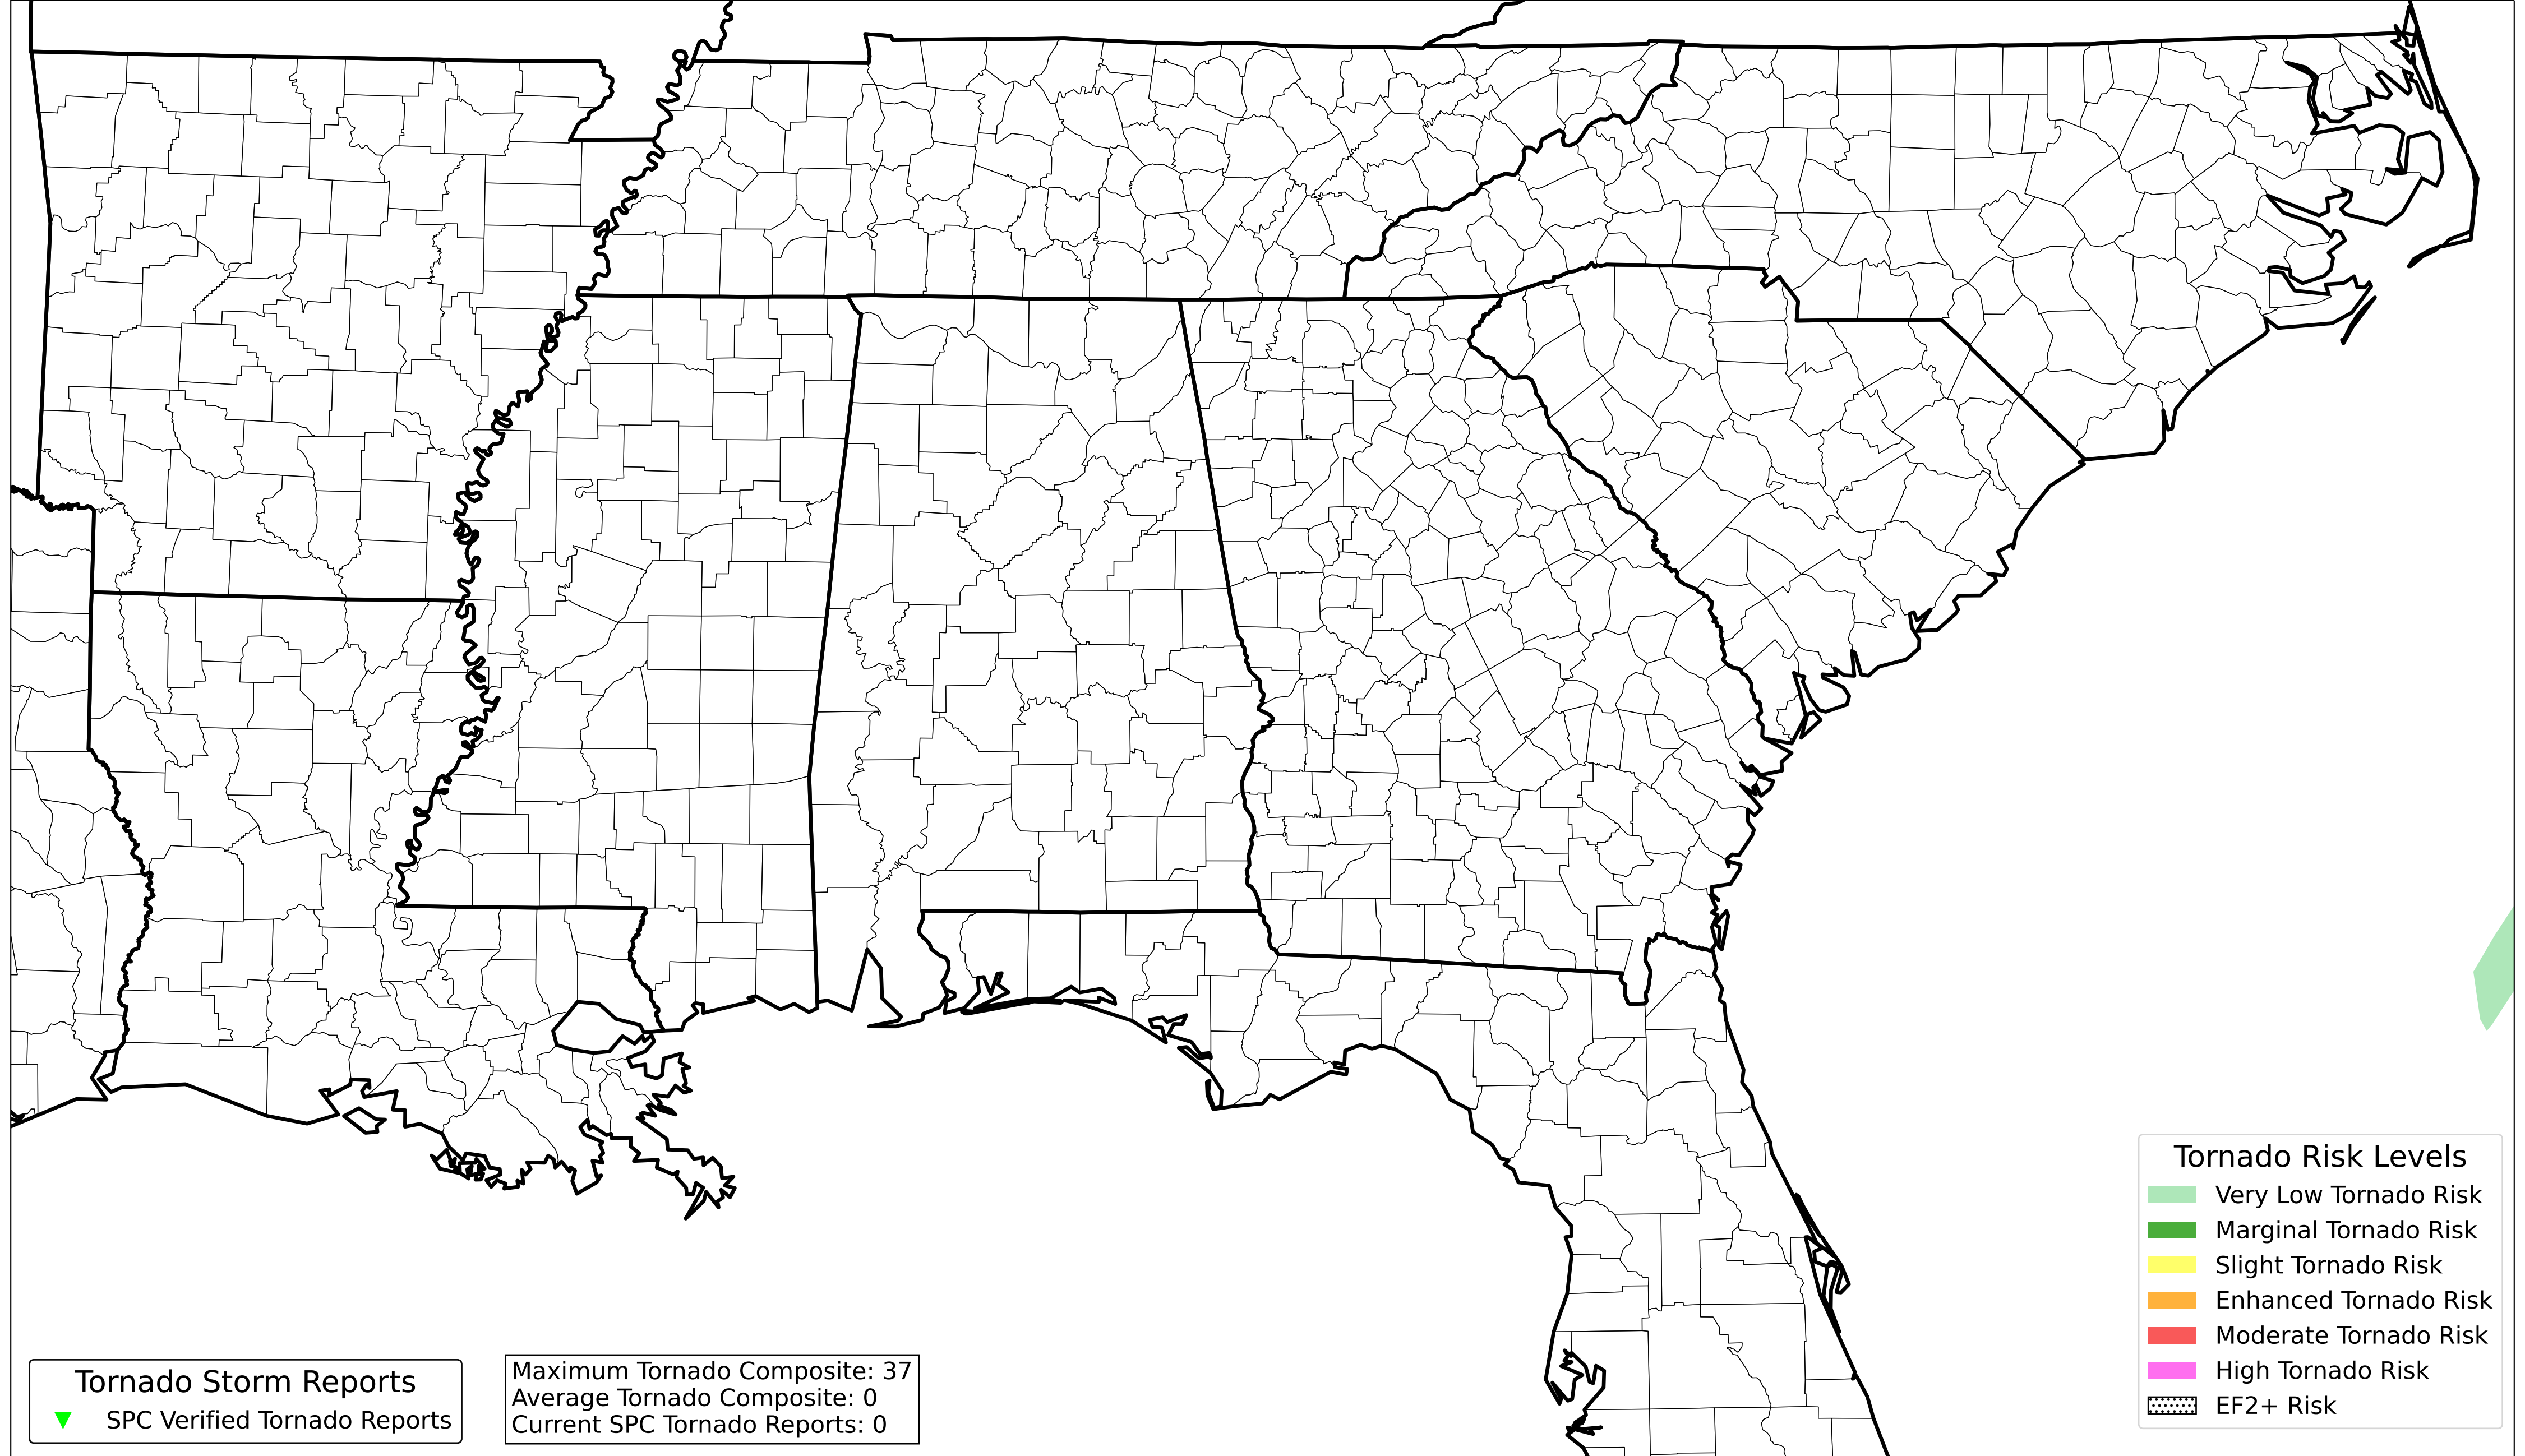 Tornado Risk Levels
Very Low Tornado Risk
Marginal Tornado Risk
Slight Tornado Risk
Enhanced Tornado Risk
Moderate Tornado Risk
High Tornado Risk
EF2+ Risk
Tornado Storm Reports
SPC Verified Tornado Reports
Maximum Tornado Composite: 37
Average Tornado Composite: 0
Current SPC Tornado Reports: 0